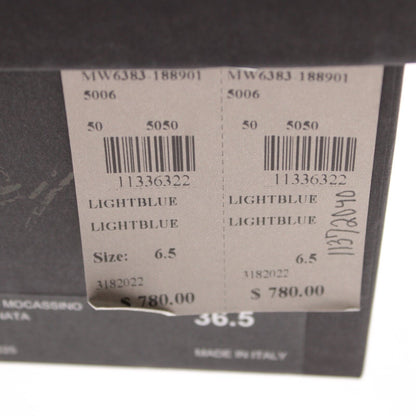 MW6383-188901
5006
50 5050
11336322
LIGHTBLUE
LIGHTBLUE
Size: 6.5
3182022
$ 780.00
MW6383-188901
5006
50 5050
11336322
LIGHTBLUE
LIGHTBLUE
6.5
3182022
$ 780.00
11372040
MOCASSINO
36.5
MADE IN ITALY